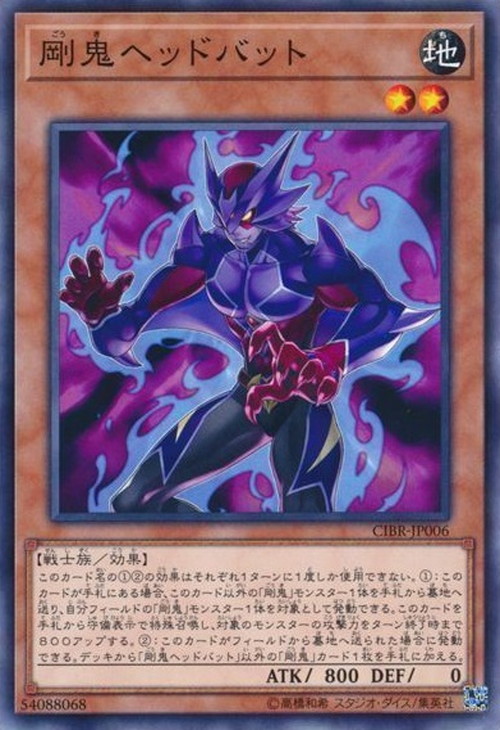 剛鬼ヘッドバット
地
CIBR-JP006
【戦士族／効果】
このカード名の①②の効果はそれぞれ1ターンに1度しか使用できない。①：この
カードが手札にある場合、このカード以外の「剛鬼」モンスター1体を手札から墓地へ
送り、自分フィールドの「剛鬼」モンスター1体を対象として発動できる。このカードを
手札から守備表示で特殊召喚し、対象のモンスターの攻撃力をターン終了時まで
８００アップする。②：このカードがフィールドから墓地へ送られた場合に発動
できる。デッキから「剛鬼ヘッドバット」以外の「剛鬼」カード1枚を手札に加える。
ATK/ 800 DEF/ 0
54088068 ©高橋和希 スタジオ・ダイス/集英社